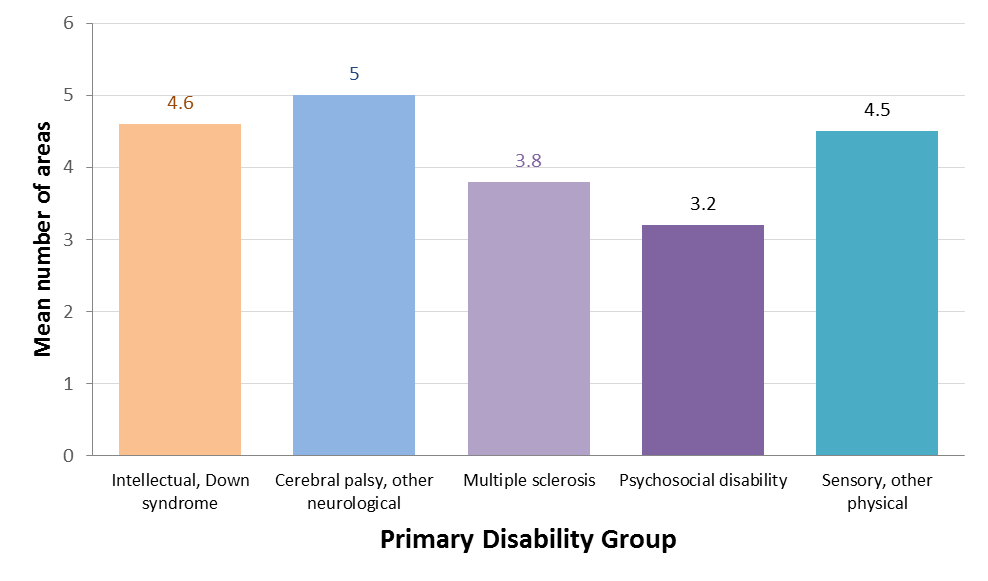 Mean number of areas
6
5
4
3
2
1
0
4.6
5
3.8
3.2
4.5
Intellectual, Down
syndrome
Cerebral palsy, other
neurological
Multiple sclerosis
Psychosocial disability
Sensory, other
physical
Primary Disability Group